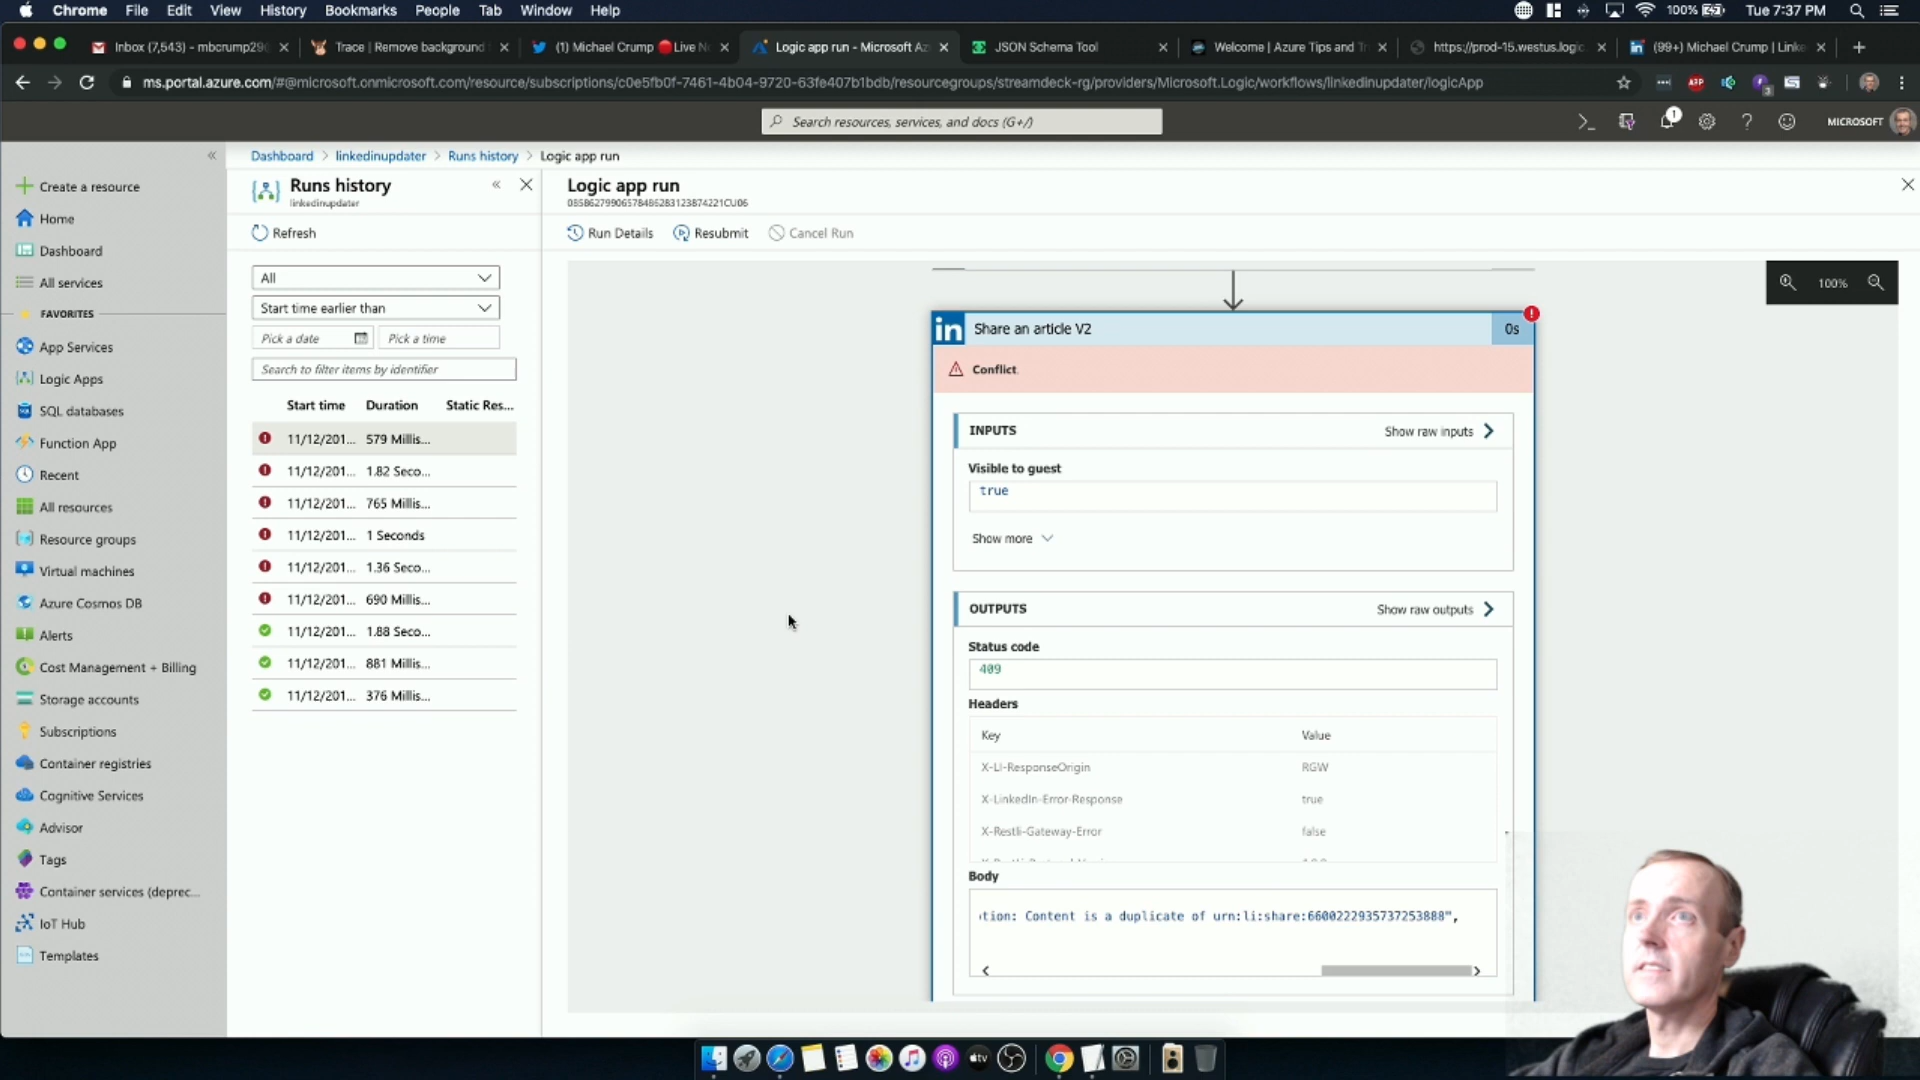 Chrome File Edit View History Bookmarks People Tab Window Help
100% Tue 7:37 PM
Inbox (7,543) - mbcrump29
Trace | Remove background
(1) Michael Crump 🔴Live N
Logic app run - Microsoft Az
JSON Schema Tool
Welcome | Azure Tips and Tr
https://prod-15.westus.logic.
(99+) Michael Crump | Linke
ms.portal.azure.com/#@microsoft.onmicrosoft.com/resource/subscriptions/c0e5fb0f-7461-4b04-9720-63fe407b1bdb/resourcegroups/streamdeck-rg/providers/Microsoft.Logic/workflows/linkedinupdater/logicApp
ABP
3
Search resources, services, and docs (G+/)
1
MICROSOFT
Create a resource
Home
Dashboard
All services
FAVORITES
App Services
Logic Apps
SQL databases
Function App
Recent
All resources
Resource groups
Virtual machines
Azure Cosmos DB
Alerts
Cost Management + Billing
Storage accounts
Subscriptions
Container registries
Cognitive Services
Advisor
Tags
Container services (deprec...
IoT Hub
Templates
Dashboard > linkedinupdater > Runs history > Logic app run
Runs history
linkedinupdater
Refresh
All
Start time earlier than
Pick a date
Pick a time
Search to filter items by identifier
Start time Duration Static Res...
11/12/201... 579 Millis...
11/12/201... 1.82 Seco...
11/12/201... 765 Millis...
11/12/201... 1 Seconds
11/12/201... 1.36 Seco...
11/12/201... 690 Millis...
11/12/201... 1.88 Seco...
11/12/201... 881 Millis...
11/12/201... 376 Millis...
Logic app run
08586279906578486283123874221CU06
Run Details
Resubmit
Cancel Run
100%
in Share an article V2 0s
Conflict.
INPUTS Show raw inputs
Visible to guest
true
Show more
OUTPUTS Show raw outputs
Status code
409
Headers
Key Value
X-LI-ResponseOrigin RGW
X-LinkedIn-Error-Response true
X-Restli-Gateway-Error false
Body
tion: Content is a duplicate of urn:li:share:6600222935737253888",
tv